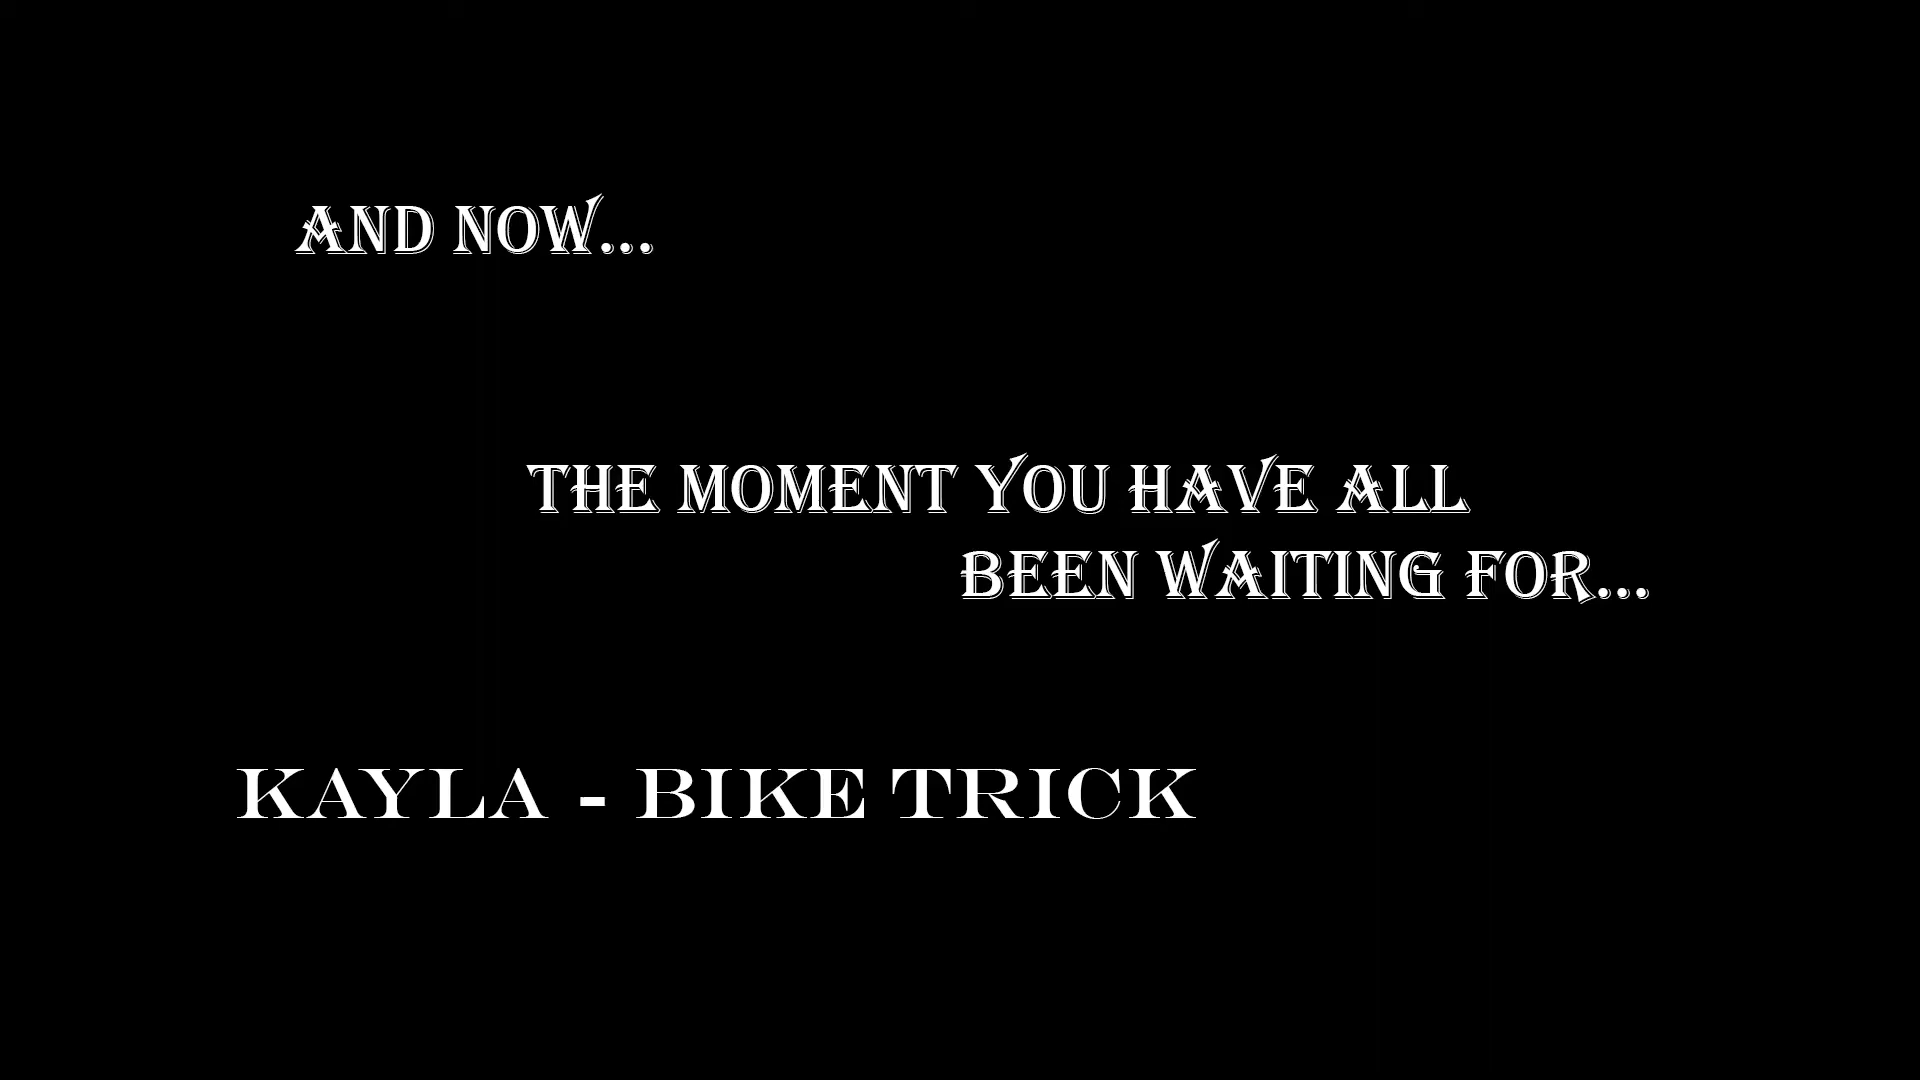 AND NOW...
THE MOMENT YOU HAVE ALL
BEEN WAITING FOR...
KAYLA - BIKE TRICK